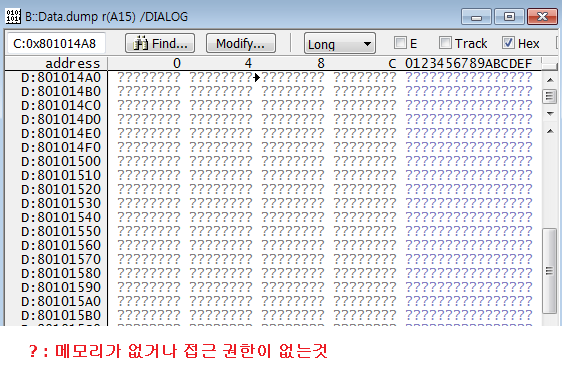 B::Data.dump r(A15) /DIALOG
C:0x801014A8 Find... Modify... Long E Track Hex
address 0 4 8 C 0123456789ABCDEF
D:801014A0 ???????? ???????? ???????? ???????? ????????????????
D:801014B0 ???????? ???????? ???????? ???????? ????????????????
D:801014C0 ???????? ???????? ???????? ???????? ????????????????
D:801014D0 ???????? ???????? ???????? ???????? ????????????????
D:801014E0 ???????? ???????? ???????? ???????? ????????????????
D:801014F0 ???????? ???????? ???????? ???????? ????????????????
D:80101500 ???????? ???????? ???????? ???????? ????????????????
D:80101510 ???????? ???????? ???????? ???????? ????????????????
D:80101520 ???????? ???????? ???????? ???????? ????????????????
D:80101530 ???????? ???????? ???????? ???????? ????????????????
D:80101540 ???????? ???????? ???????? ???????? ????????????????
D:80101550 ???????? ???????? ???????? ???????? ????????????????
D:80101560 ???????? ???????? ???????? ???????? ????????????????
D:80101570 ???????? ???????? ???????? ???????? ????????????????
D:80101580 ???????? ???????? ???????? ???????? ????????????????
D:80101590 ???????? ???????? ???????? ???????? ????????????????
D:801015A0 ???????? ???????? ???????? ???????? ????????????????
D:801015B0 ???????? ???????? ???????? ???????? ????????????????
? : 메모리가 없거나 접근 권한이 없는것